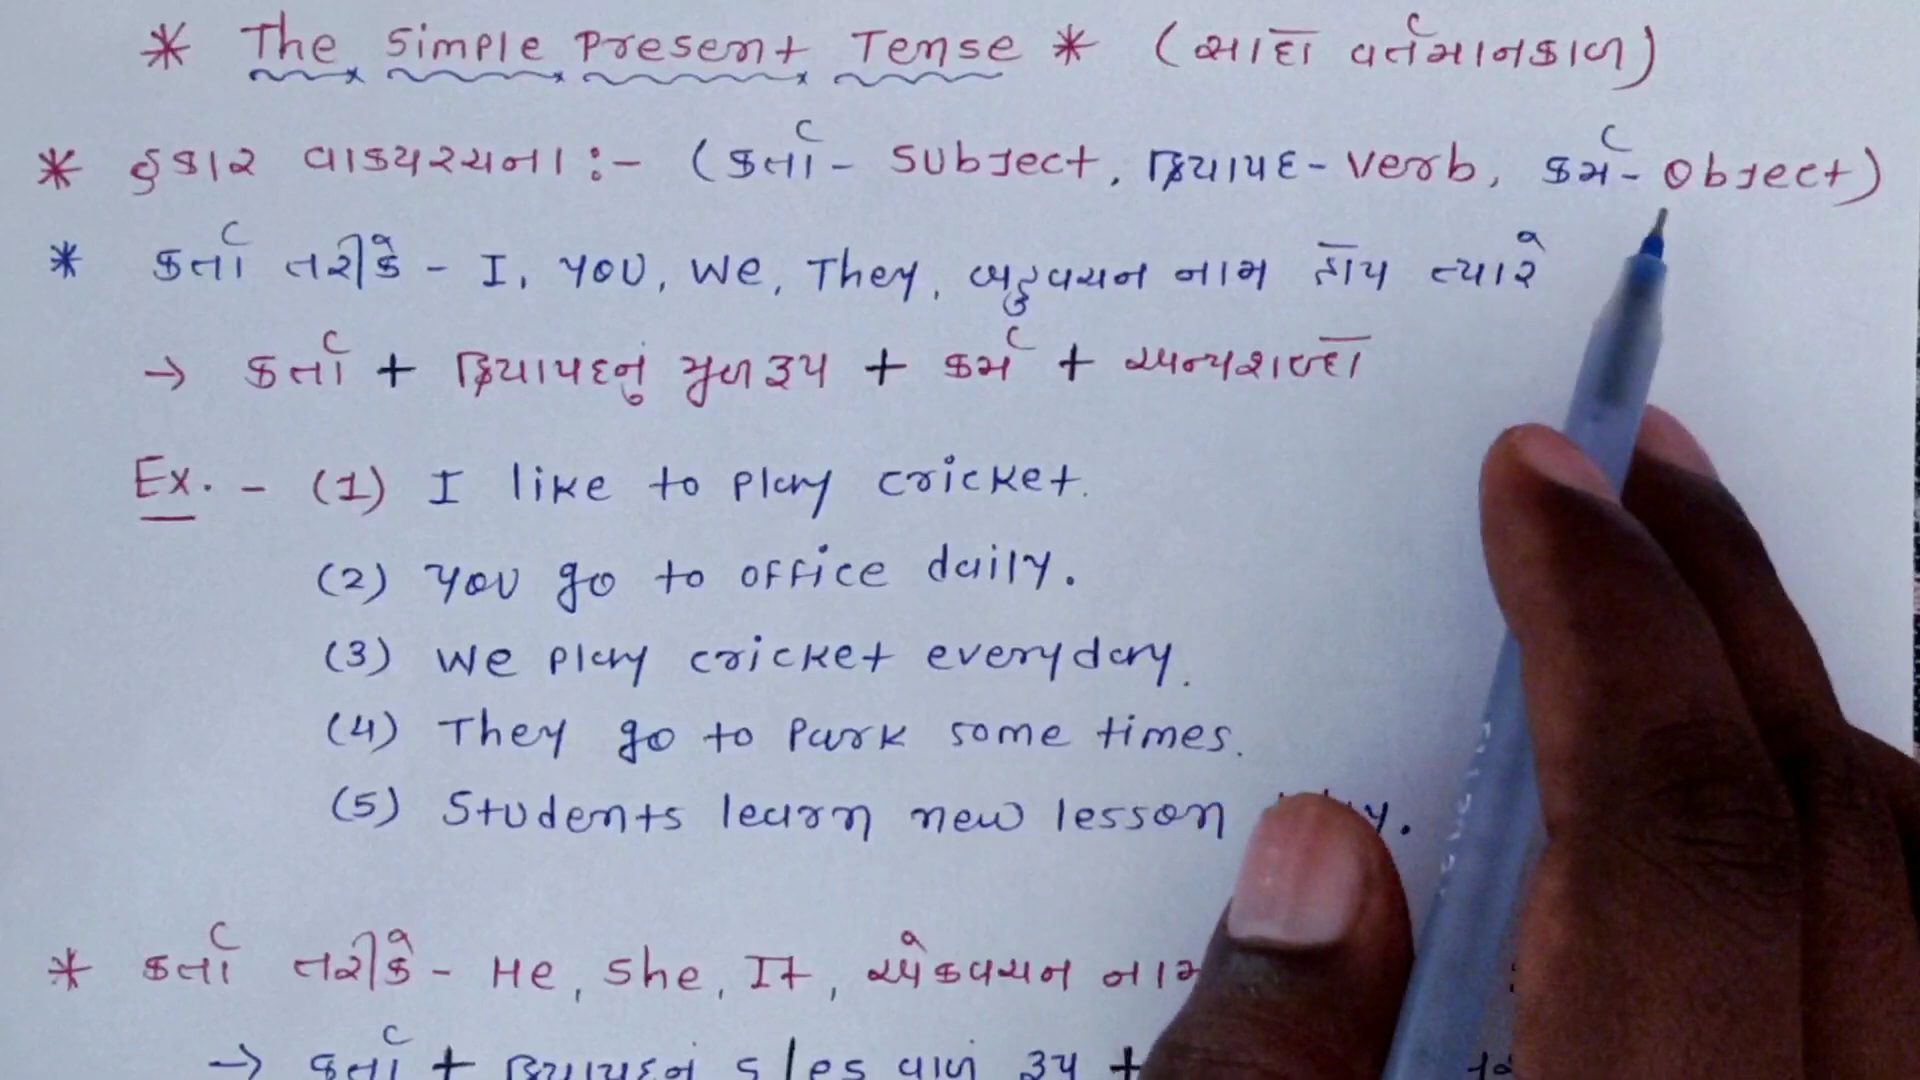 * The Simple Present Tense * (સાદો વર્તમાનકાળ)
* હકાર વાક્યરચના :- (કર્તા - Subject, ક્રિયાપદ - Verb, કર્મ - Object)
* કર્તા તરીકે - I, You, We, They, બહુવચન નામ હોય ત્યારે
→ કર્તા + ક્રિયાપદનું મુળરૂપ + કર્મ + અન્યશબ્દો
Ex. - (1) I like to play cricket.
(2) You go to office daily.
(3) We play cricket everyday.
(4) They go to Park some times.
(5) Students learn new lesson
* કર્તા તરીકે - He, She, It, એકવચન નામ
→ કર્તા + ક્રિયાપદનું s/es વાળું રૂપ +